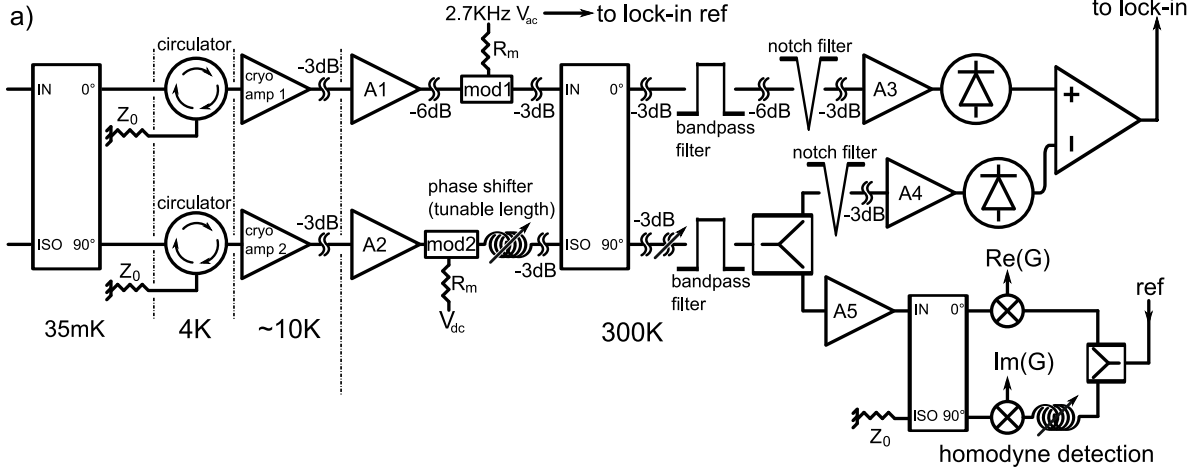 a)
2.7KHz Vac
to lock-in ref
to lock-in
circulator
-3dB
Rm
notch filter
IN
0°
cryo
amp 1
A1
-6dB
mod1
-3dB
IN
0°
-3dB
bandpass
filter
-6dB
-3dB
A3
+
Z0
notch filter
circulator
-3dB
phase shifter
(tunable length)
-3dB
A4
–
ISO
90°
cryo
amp 2
A2
mod2
-3dB
ISO
90°
-3dB
bandpass
filter
Z0
Rm
Vdc
35mK
4K
~10K
300K
A5
IN
0°
Re(G)
ref
Im(G)
ISO
90°
Z0
homodyne detection